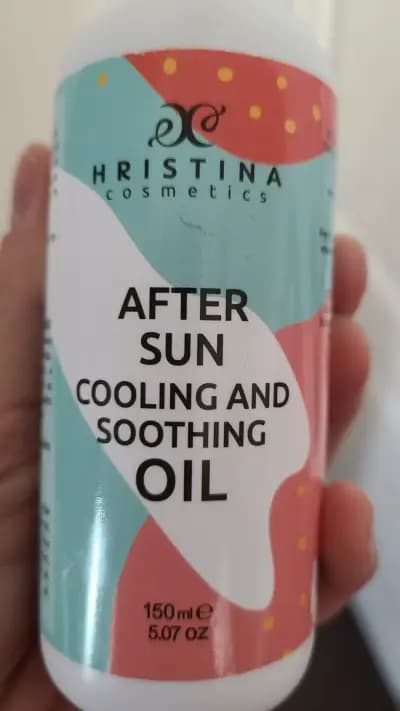 HRISTINA
cosmetics
AFTER
SUN
COOLING AND
SOOTHING
OIL
150 ml ℮
5.07 oz